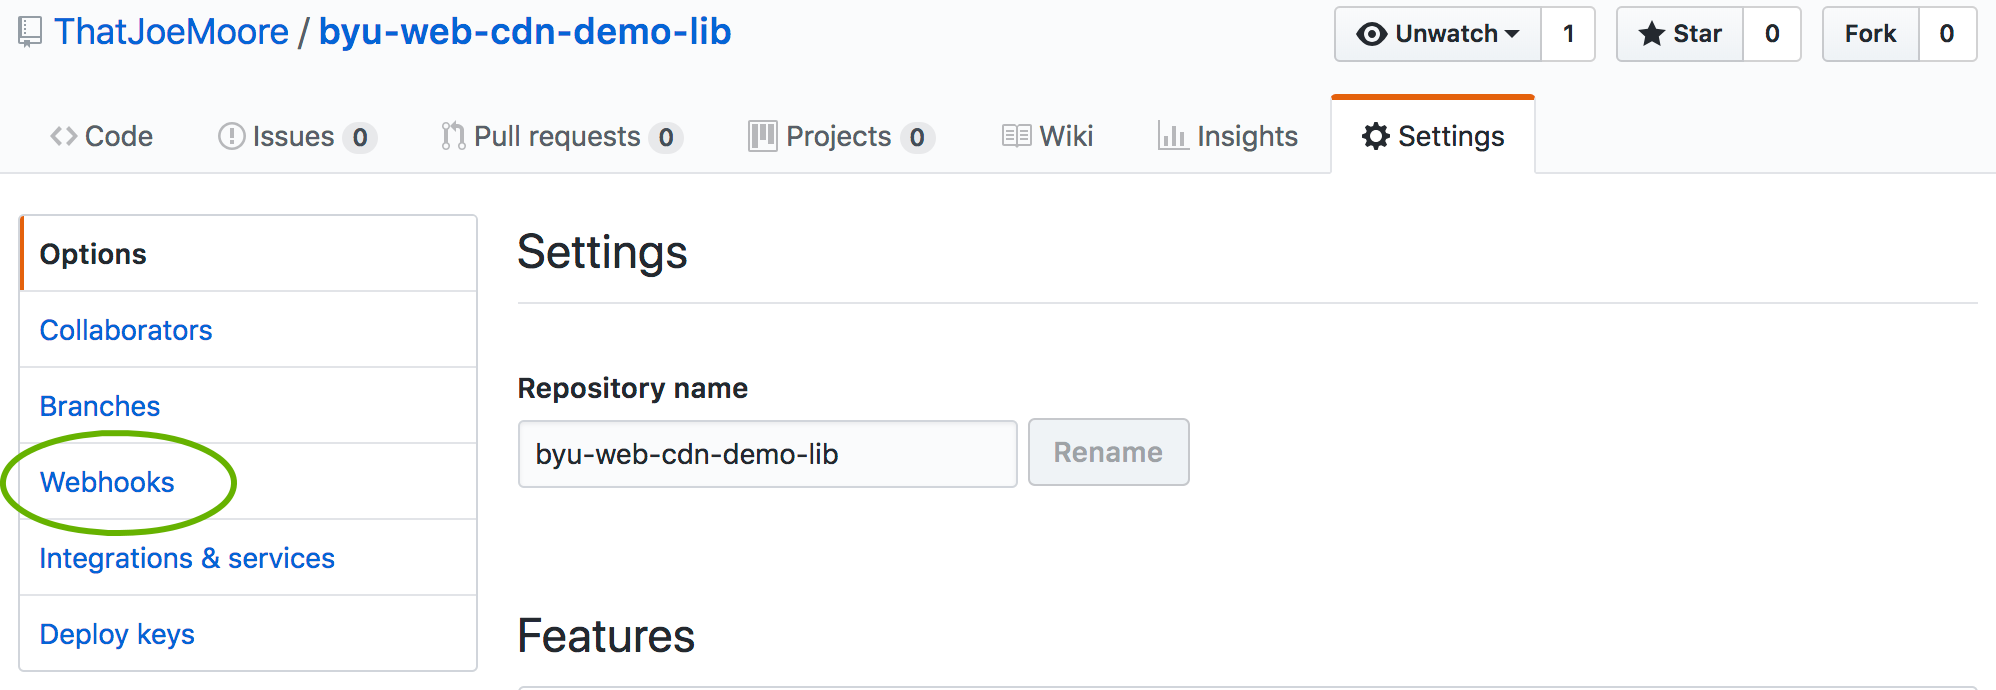 ThatJoeMoore / byu-web-cdn-demo-lib Unwatch 1 Star 0 Fork 0
Code Issues 0 Pull requests 0 Projects 0 Wiki Insights Settings
Options
Collaborators
Branches
Webhooks
Integrations & services
Deploy keys
Settings
Repository name
byu-web-cdn-demo-lib Rename
Features